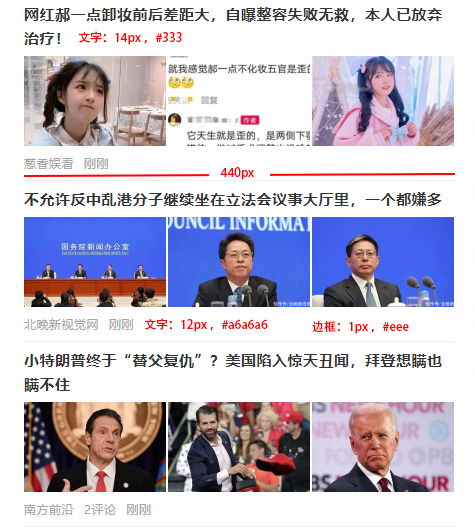 网红郝一点卸妆前后差距大，自曝整容失败无救，本人已放弃
治疗！ 文字：14px ，#333
就我感觉郝一点不化妆五官是歪的
回复
作者
它天生就是歪的，是两侧下颚
葱香娱看 刚刚
440px
不允许反中乱港分子继续坐在立法会议事大厅里，一个都嫌多
国务院新闻办公室
OUNCIL INFORMAT
北晚新视觉网 刚刚 文字：12px ，#a6a6a6 边框：1px ，#eee
小特朗普终于“替父复仇”？美国陷入惊天丑闻，拜登想瞒也
瞒不住
南方前沿 2评论 刚刚